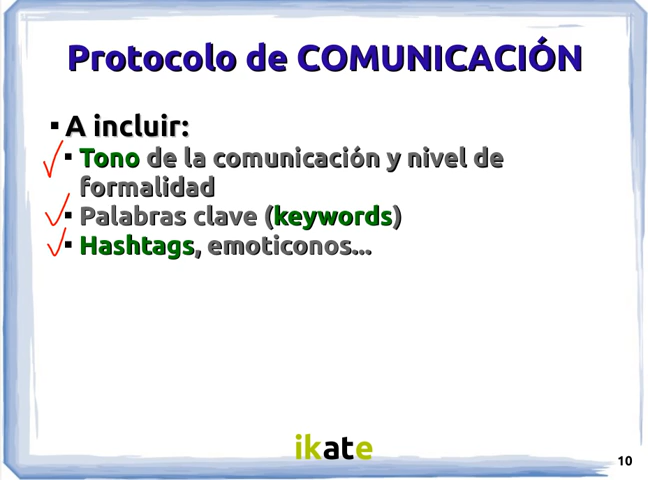 Protocolo de COMUNICACIÓN
▪ A incluir:
▪ Tono de la comunicación y nivel de
formalidad
▪ Palabras clave (keywords)
▪ Hashtags, emoticonos...
ikate
10